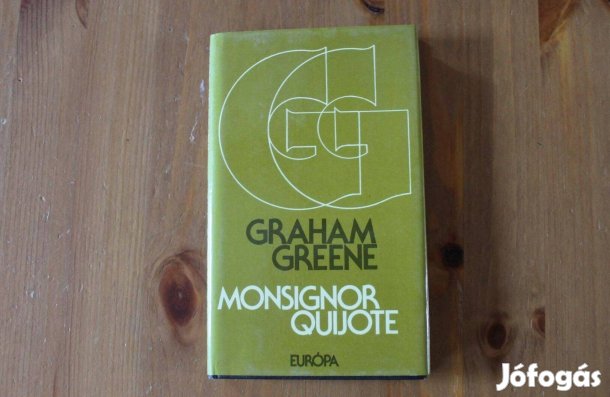 GG
GRAHAM
GREENE
MONSIGNOR
QUIJOTE
EURÓPA
Jófogás